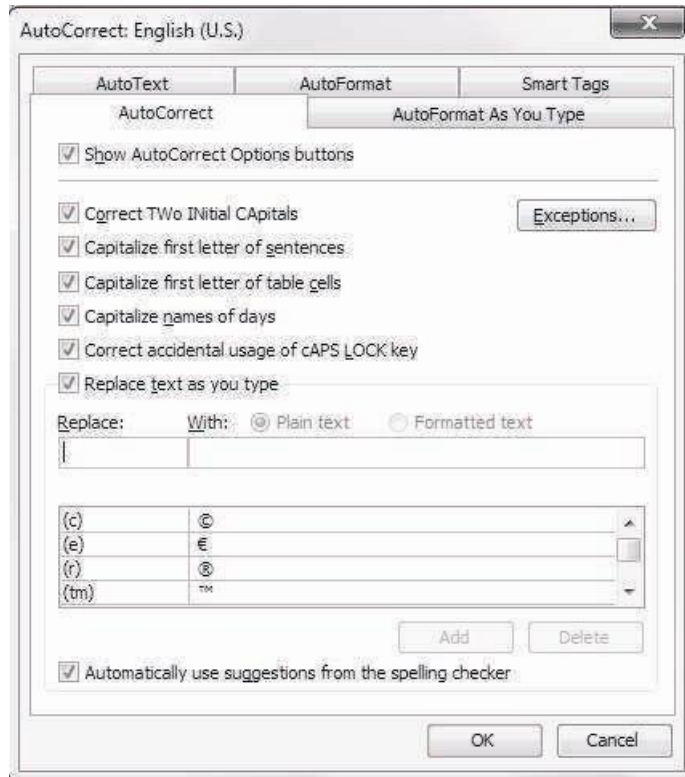 AutoCorrect: English (U.S.)
AutoText AutoFormat Smart Tags
AutoCorrect AutoFormat As You Type
Show AutoCorrect Options buttons
Correct TWo INitial CApitals Exceptions...
Capitalize first letter of sentences
Capitalize first letter of table cells
Capitalize names of days
Correct accidental usage of cAPS LOCK key
Replace text as you type
Replace: With: Plain text Formatted text
(c) ©
(e) €
(r) ®
(tm) ™
Add Delete
Automatically use suggestions from the spelling checker
OK Cancel